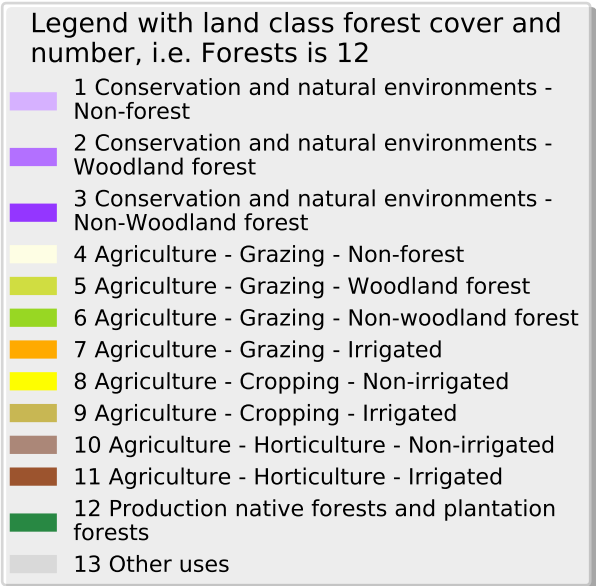 Legend with land class forest cover and
number, i.e. Forests is 12
1 Conservation and natural environments -
Non-forest
2 Conservation and natural environments -
Woodland forest
3 Conservation and natural environments -
Non-Woodland forest
4 Agriculture - Grazing - Non-forest
5 Agriculture - Grazing - Woodland forest
6 Agriculture - Grazing - Non-woodland forest
7 Agriculture - Grazing - Irrigated
8 Agriculture - Cropping - Non-irrigated
9 Agriculture - Cropping - Irrigated
10 Agriculture - Horticulture - Non-irrigated
11 Agriculture - Horticulture - Irrigated
12 Production native forests and plantation
forests
13 Other uses